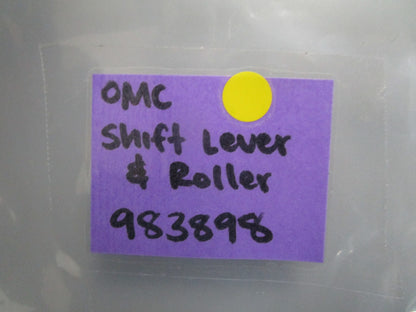 OMC
Shift Lever
& Roller
983898